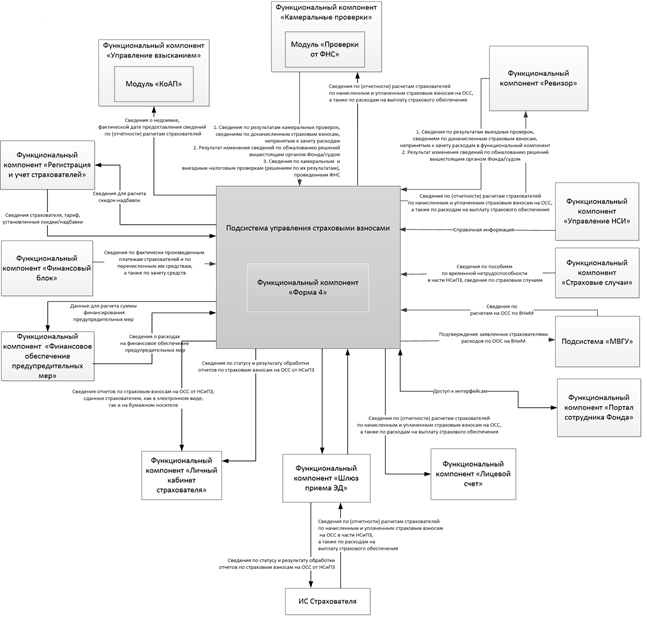 Функциональный компонент
«Камеральные проверки»
Модуль «Проверки
от ФНС»
Функциональный компонент
«Управление взысканием»
Модуль «КоАП»
Функциональный
компонент «Ревизор»
Сведения по (отчетности) расчетам страхователей
по начисленным и уплаченным страховым взносам на ОСС,
а также по расходам на выплату страхового обеспечения
Сведения о недоимке,
фактической дате предоставления сведений
по (отчётности) расчетам страхователей
1. Сведения по результатам камеральных проверок,
сведениям по доначисленным страховым взносам,
непринятым к зачету расходам
2. Результат изменения сведений по обжалованию решений
вышестоящим органом Фонда/судом
3. Сведения по камеральным и
выездным налоговым проверкам (решениям по их результатам),
проведенным ФНС
1. Сведения по результатам выездных проверок,
сведениям по доначисленным страховым взносам,
непринятым к зачету расходам в функциональный компонент
2. Результат изменения сведений по обжалованию решений
вышестоящим органом Фонда/судом
Функциональный
компонент «Регистрация
и учет страхователей»
Сведения для расчета
скидок-надбавок
Сведения страхователя, тариф,
установленные скидки/надбавки
Сведения по (отчетности) расчетам страхователей
по начисленным и уплаченным страховым взносам на ОСС,
а также по расходам на выплату страхового обеспечения
Функциональный
компонент
«Управление НСИ»
Подсистема управления страховыми взносами
Справочная информация
Функциональный
компонент «Финансовый
блок»
Сведения по фактически произведенным
платежам страхователей и по
перечисленным им средствам,
а также по зачету средств
Функциональный компонент
«Форма 4»
Сведения по пособиям
по временной нетрудоспособности
в части НСиПЗ, сведения по страховым случаям
Функциональный
компонент
«Страховые случаи»
Данные для расчета суммы
финансирования
предупредительных мер
Сведения по
расчетам на ОСС по ВНиМ
Функциональный
компонент «Финансовое
обеспечение
предупредительных мер»
Сведения о расходах
на финансовое обеспечение
предупредительных мер
Подтверждение заявленных страхователями
расходов по ООС на ВНиМ
Подсистема «МВГУ»
Сведения по статусу и результату обработки
отчетов по страховым взносам на ОСС от НСиПЗ
Сведения отчетов по страховым взносам на ОСС от НСиПЗ,
сданных страхователем, как в электронном виде,
так и на бумажном носителе
Доступ к интерфейсам
Функциональный
компонент «Портал
сотрудника Фонда»
Сведения по (отчетности) расчетам страхователей
по начисленным и уплаченным страховым взносам на ОСС,
а также по расходам на выплату страхового обеспечения
Функциональный
компонент «Личный
кабинет
страхователя»
Функциональный
компонент «Шлюз
приема ЭД»
Функциональный
компонент «Лицевой
счет»
Сведения по (отчетности) расчетам страхователей
по начисленным и уплаченным страховым взносам
на ОСС в части НСиПЗ,
а также по расходам на
выплату страхового обеспечения
Сведения по статусу и результату обработки
отчетов по страховым взносам на ОСС от НСиПЗ
ИС Страхователя